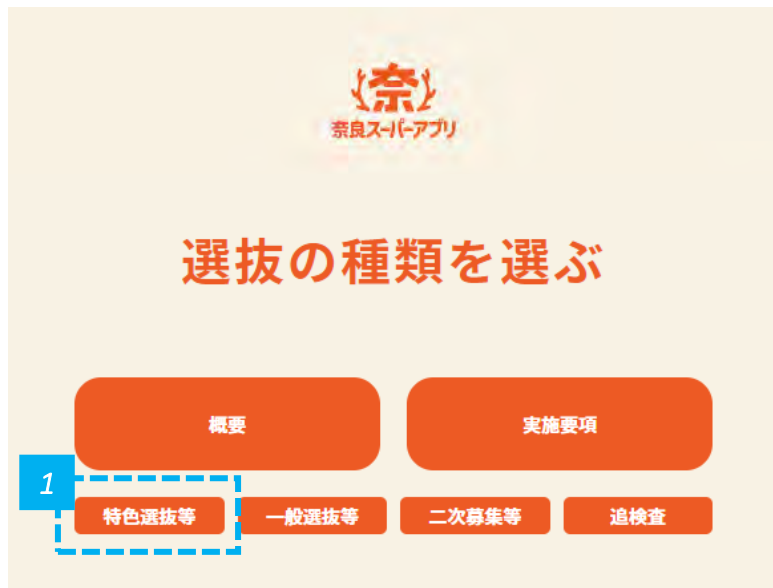 奈
奈良スーパーアプリ
選抜の種類を選ぶ
概要
実施要項
1
特色選抜等
一般選抜等
二次募集等
追検査